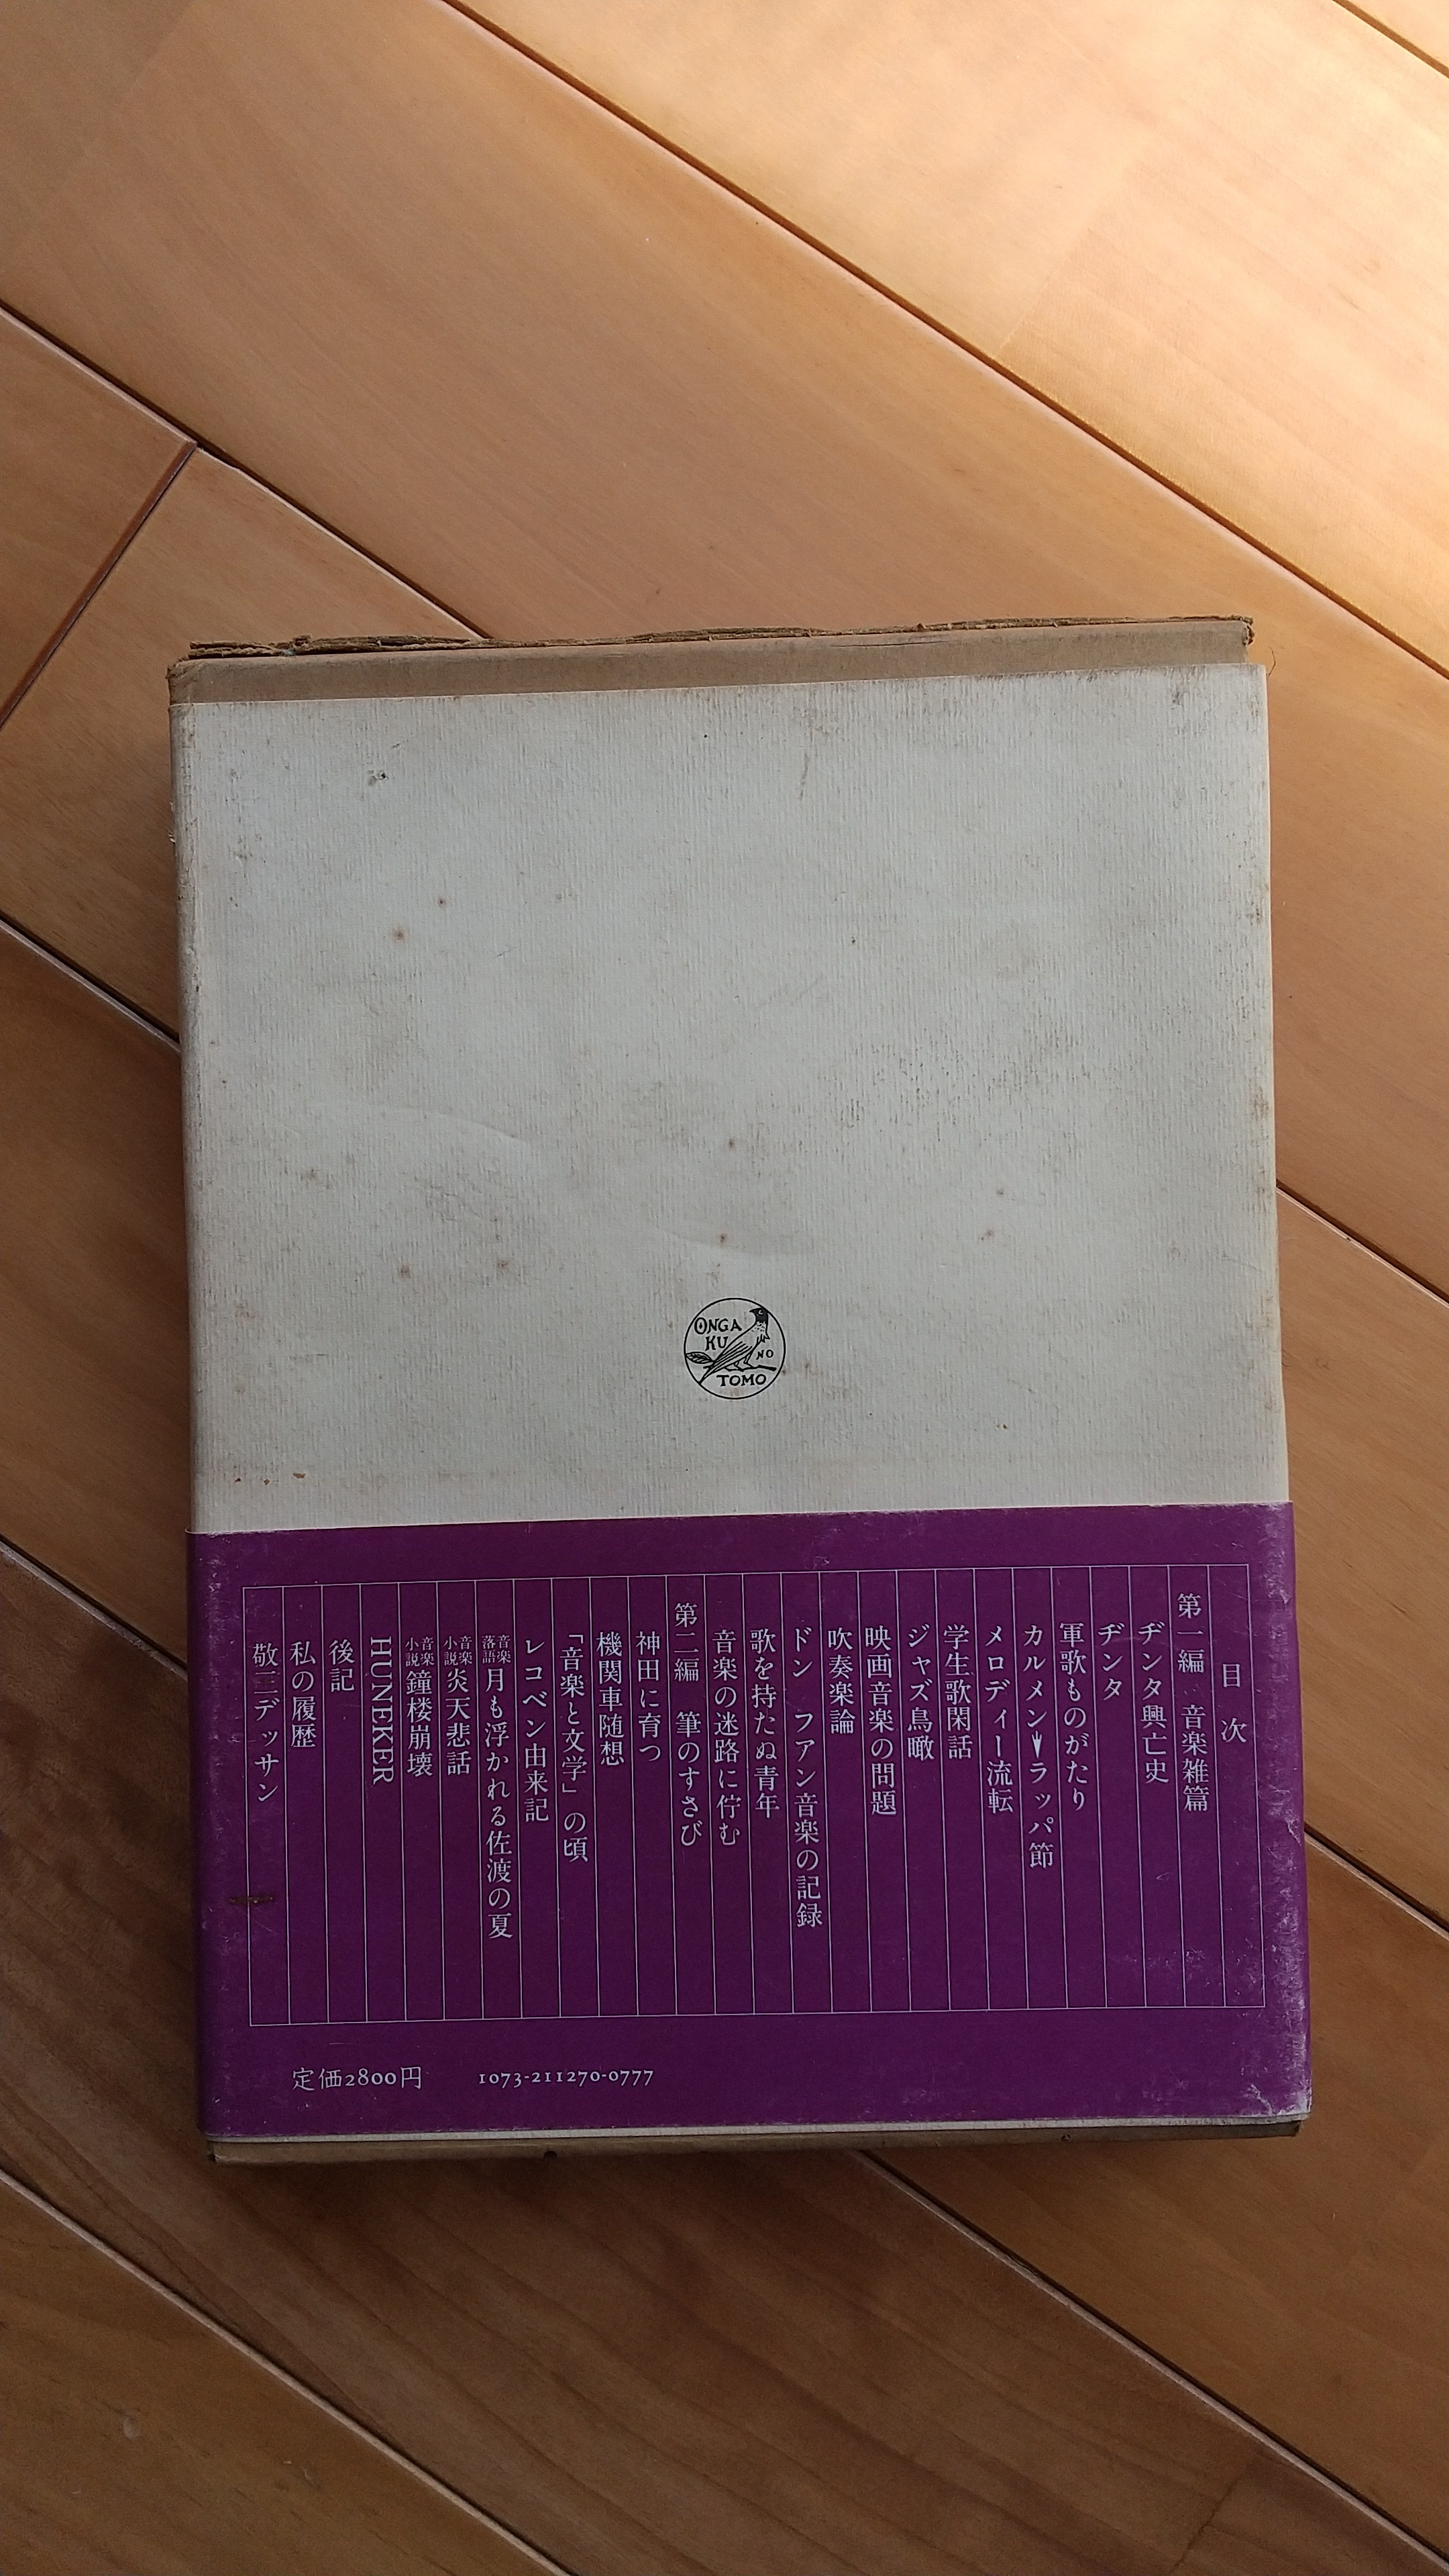 ONGA
KU
NO
TOMO
目次
第一編 音楽雑篇
ヂンタ興亡史
ヂンタ
軍歌ものがたり
カルメン→ラッパ節
メロディー流転
学生歌閑話
ジャズ鳥瞰
映画音楽の問題
吹奏楽論
ドン フアン音楽の記録
歌を持たぬ青年
音楽の迷路に佇む
第二編 筆のすさび
神田に育つ
機関車随想
「音楽と文学」の頃
レコベン由来記
音楽落語 月も浮かれる佐渡の夏
音楽小説 炎天悲話
音楽小説 鐘楼崩壊
HUNEKER
後記
私の履歴
敬三デッサン
定価2800円 1073-211270-0777